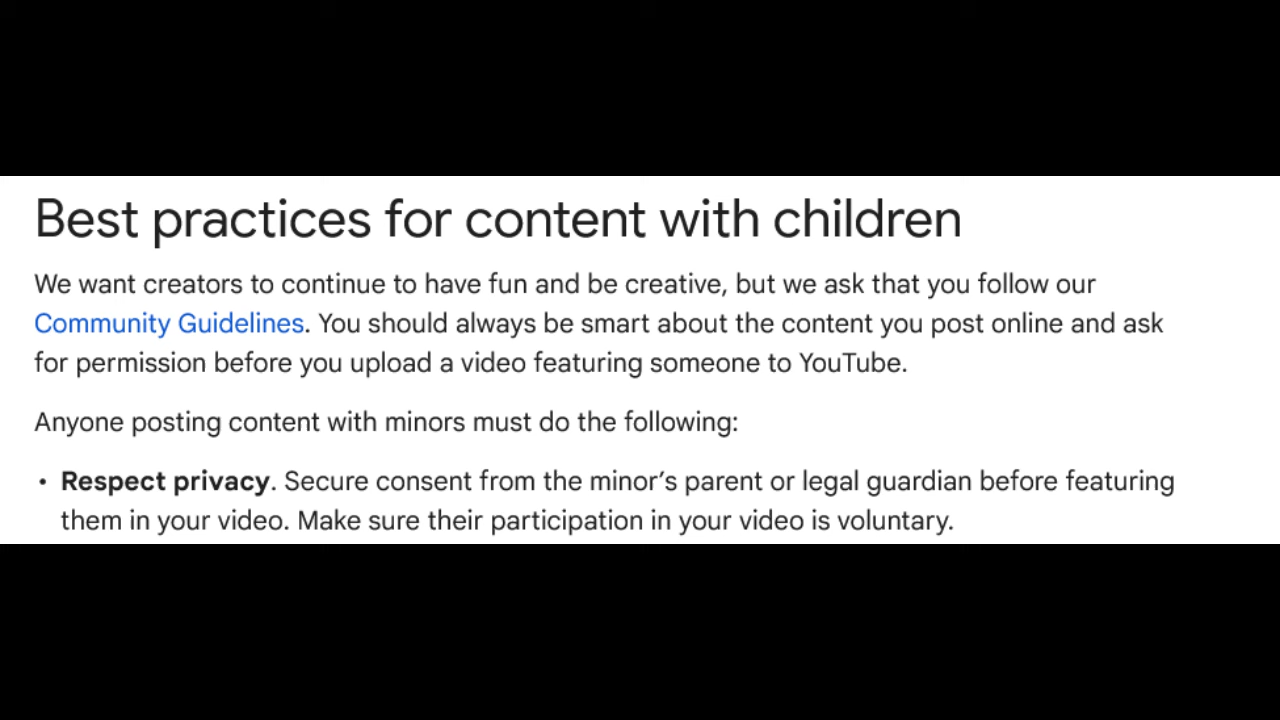 Best practices for content with children
We want creators to continue to have fun and be creative, but we ask that you follow our
Community Guidelines. You should always be smart about the content you post online and ask
for permission before you upload a video featuring someone to YouTube.
Anyone posting content with minors must do the following:
• Respect privacy. Secure consent from the minor’s parent or legal guardian before featuring
them in your video. Make sure their participation in your video is voluntary.